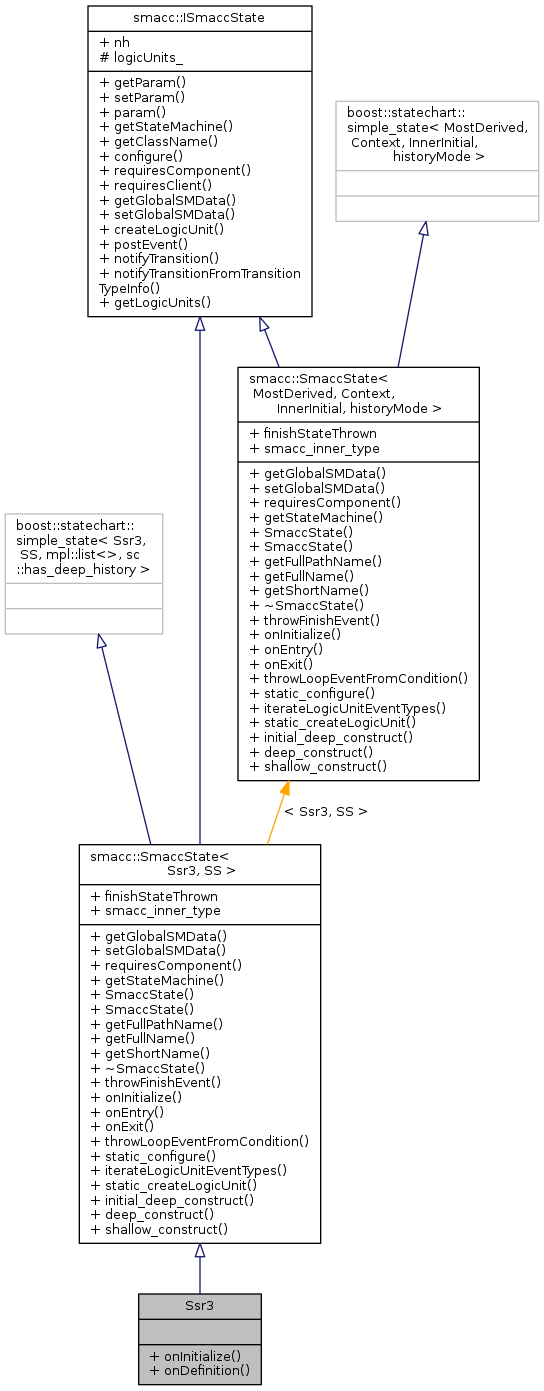 smacc::ISmaccState
+ nh
# logicUnits_
+ getParam()
+ setParam()
+ param()
+ getStateMachine()
+ getClassName()
+ configure()
+ requiresComponent()
+ requiresClient()
+ getGlobalSMData()
+ setGlobalSMData()
+ createLogicUnit()
+ postEvent()
+ notifyTransition()
+ notifyTransitionFromTransition
TypeInfo()
+ getLogicUnits()
boost::statechart::
simple_state< MostDerived,
Context, InnerInitial,
historyMode >
smacc::SmaccState<
MostDerived, Context,
InnerInitial, historyMode >
+ finishStateThrown
+ smacc_inner_type
+ getGlobalSMData()
+ setGlobalSMData()
+ requiresComponent()
+ getStateMachine()
+ SmaccState()
+ SmaccState()
+ getFullPathName()
+ getFullName()
+ getShortName()
+ ~SmaccState()
+ throwFinishEvent()
+ onInitialize()
+ onEntry()
+ onExit()
+ throwLoopEventFromCondition()
+ static_configure()
+ iterateLogicUnitEventTypes()
+ static_createLogicUnit()
+ initial_deep_construct()
+ deep_construct()
+ shallow_construct()
boost::statechart::
simple_state< Ssr3,
SS, mpl::list<>, sc
::has_deep_history >
< Ssr3, SS >
smacc::SmaccState<
Ssr3, SS >
+ finishStateThrown
+ smacc_inner_type
+ getGlobalSMData()
+ setGlobalSMData()
+ requiresComponent()
+ getStateMachine()
+ SmaccState()
+ SmaccState()
+ getFullPathName()
+ getFullName()
+ getShortName()
+ ~SmaccState()
+ throwFinishEvent()
+ onInitialize()
+ onEntry()
+ onExit()
+ throwLoopEventFromCondition()
+ static_configure()
+ iterateLogicUnitEventTypes()
+ static_createLogicUnit()
+ initial_deep_construct()
+ deep_construct()
+ shallow_construct()
Ssr3
+ onInitialize()
+ onDefinition()